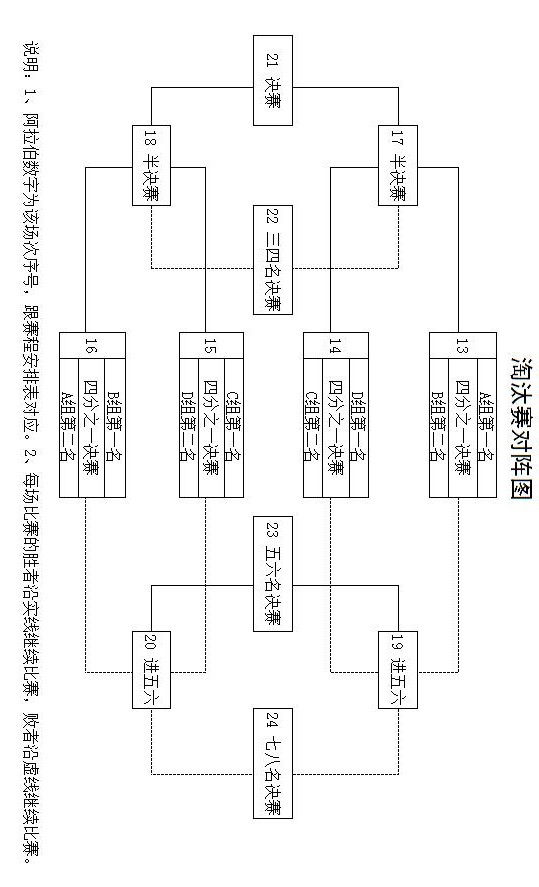 淘汰赛对阵图
A组第一名
13 四分之一决赛
B组第二名
D组第一名
14 四分之一决赛
C组第二名
C组第一名
15 四分之一决赛
D组第二名
B组第一名
16 四分之一决赛
A组第二名
17 半决赛
18 半决赛
19 进五六
20 进五六
21 决赛
22 三四名决赛
23 五六名决赛
24 七八名决赛
说明：1、阿拉伯数字为该场次序号，跟赛程安排表对应。2、每场比赛的胜者沿实线继续比赛，败者沿虚线继续比赛。